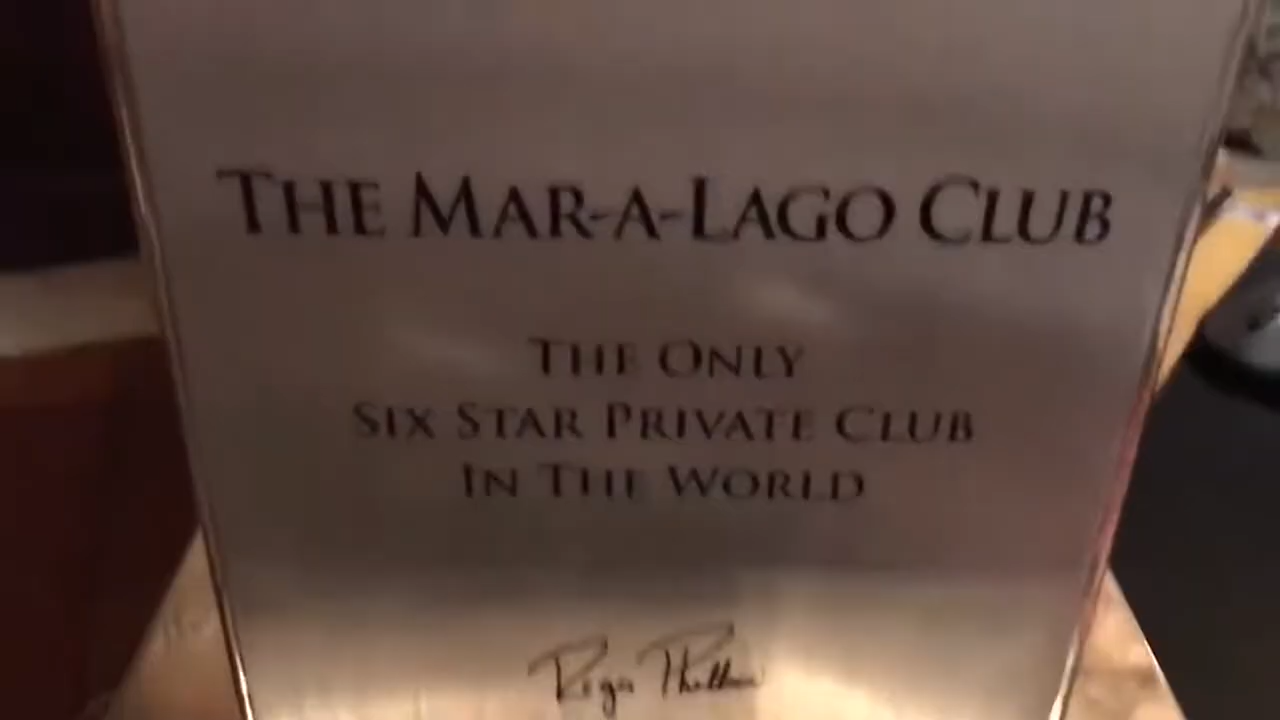 THE MAR-A-LAGO CLUB
THE ONLY
SIX STAR PRIVATE CLUB
IN THE WORLD